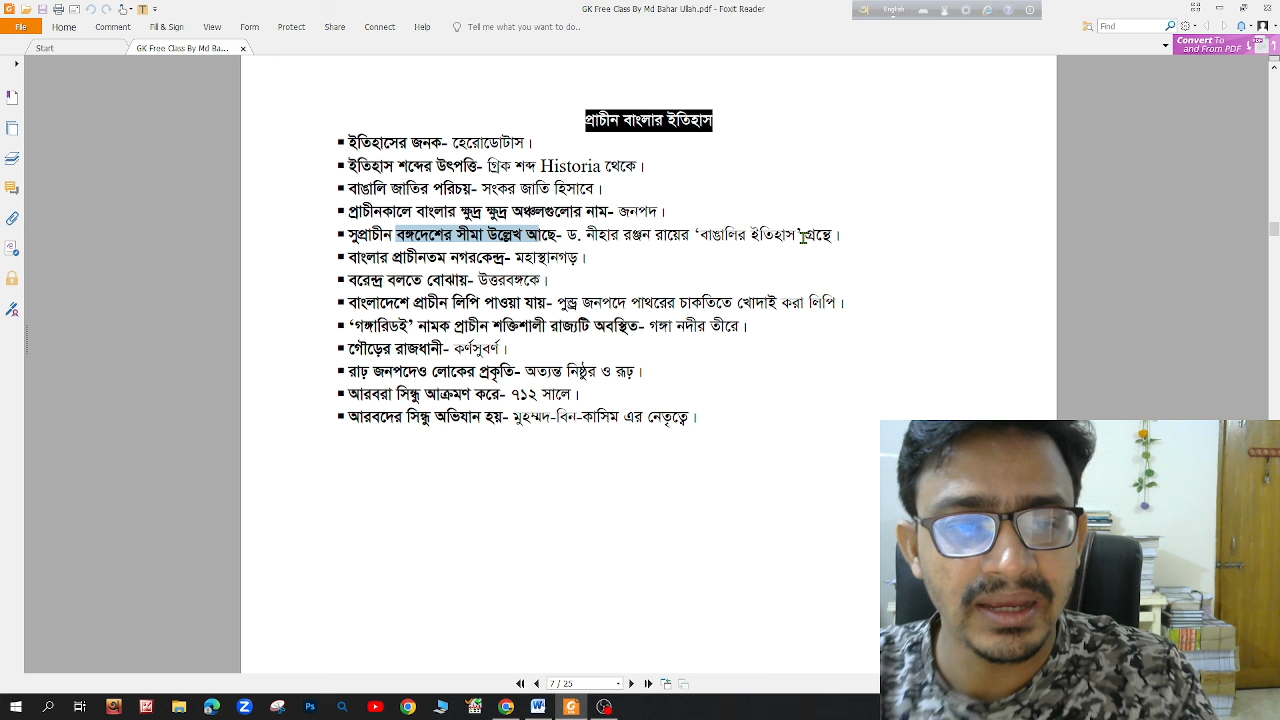 GK Free Class By Md Bahar Ullah.pdf - Foxit Reader
English
File Home Comment Fill & Sign View Form Protect Share Connect Help Tell me what you want to do... Find
Start GK Free Class By Md Ba...
Convert To
and From PDF
প্রাচীন বাংলার ইতিহাস
▪ ইতিহাসের জনক- হেরোডোটাস।
▪ ইতিহাস শব্দের উৎপত্তি- গ্রিক শব্দ Historia থেকে।
▪ বাঙালি জাতির পরিচয়- সংকর জাতি হিসাবে।
▪ প্রাচীনকালে বাংলার ক্ষুদ্র ক্ষুদ্র অঞ্চলগুলোর নাম- জনপদ।
▪ সুপ্রাচীন বঙ্গদেশের সীমা উল্লেখ আছে- ড. নীহার রঞ্জন রায়ের ‘বাঙালির ইতিহাস’ গ্রন্থে।
▪ বাংলার প্রাচীনতম নগরকেন্দ্র- মহাস্থানগড়।
▪ বরেন্দ্র বলতে বোঝায়- উত্তরবঙ্গকে।
▪ বাংলাদেশে প্রাচীন লিপি পাওয়া যায়- পুন্ড্র জনপদে পাথরের চাকতিতে খোদাই করা লিপি।
▪ ‘গঙ্গারিডই’ নামক প্রাচীন শক্তিশালী রাজ্যটি অবস্থিত- গঙ্গা নদীর তীরে।
▪ গৌড়ের রাজধানী- কর্ণসুবর্ণ।
▪ রাঢ় জনপদেও লোকের প্রকৃতি- অত্যন্ত নিষ্ঠুর ও রূঢ়।
▪ আরবরা সিন্ধু আক্রমণ করে- ৭১২ সালে।
▪ আরবদের সিন্ধু অভিযান হয়- মুহম্মদ-বিন-কাসিম এর নেতৃত্বে।
7 / 25